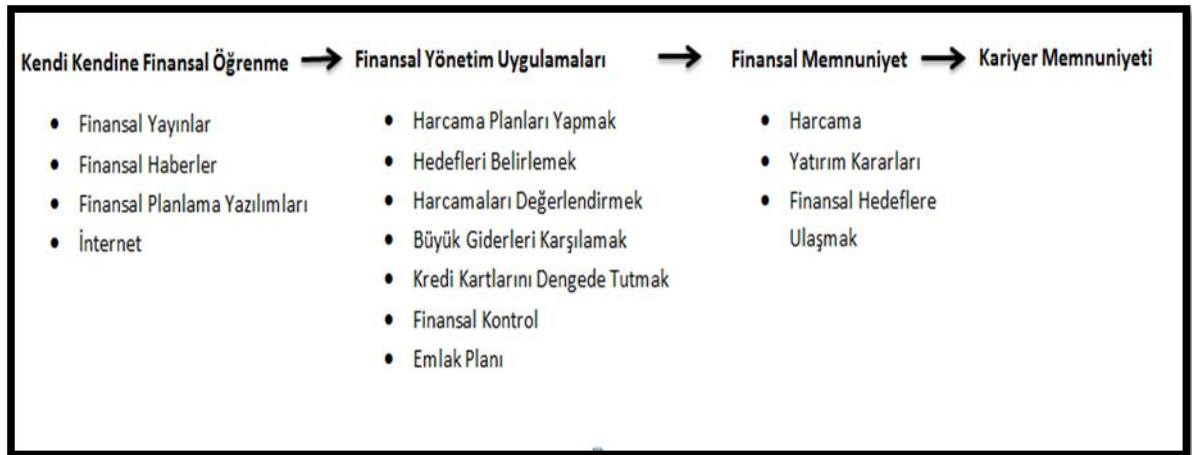 Kendi Kendine Finansal Öğrenme → Finansal Yönetim Uygulamaları → Finansal Memnuniyet → Kariyer Memnuniyeti
• Finansal Yayınlar
• Finansal Haberler
• Finansal Planlama Yazılımları
• İnternet
• Harcama Planları Yapmak
• Hedefleri Belirlemek
• Harcamaları Değerlendirmek
• Büyük Giderleri Karşılamak
• Kredi Kartlarını Dengede Tutmak
• Finansal Kontrol
• Emlak Planı
• Harcama
• Yatırım Kararları
• Finansal Hedeflere
Ulaşmak